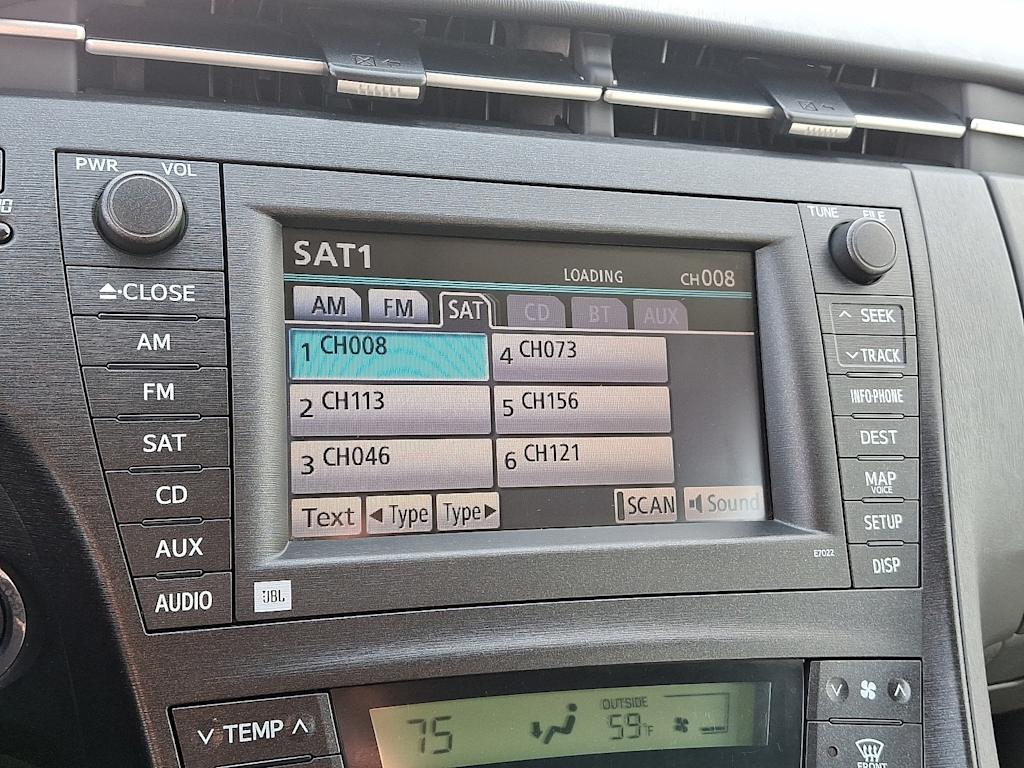 PWR VOL
TUNE FILE
▲·CLOSE
AM
FM
SAT
CD
AUX
AUDIO
SAT1
LOADING CH008
AM FM SAT CD BT AUX
1 CH008
4 CH073
2 CH113
5 CH156
3 CH046
6 CH121
Text ◀Type Type▶ SCAN Sound
JBL
E7022
∧ SEEK
∨ TRACK
INFO·PHONE
DEST
MAP
VOICE
SETUP
DISP
∨ TEMP ∧
75
OUTSIDE
59°F
∨ ∧
FRONT